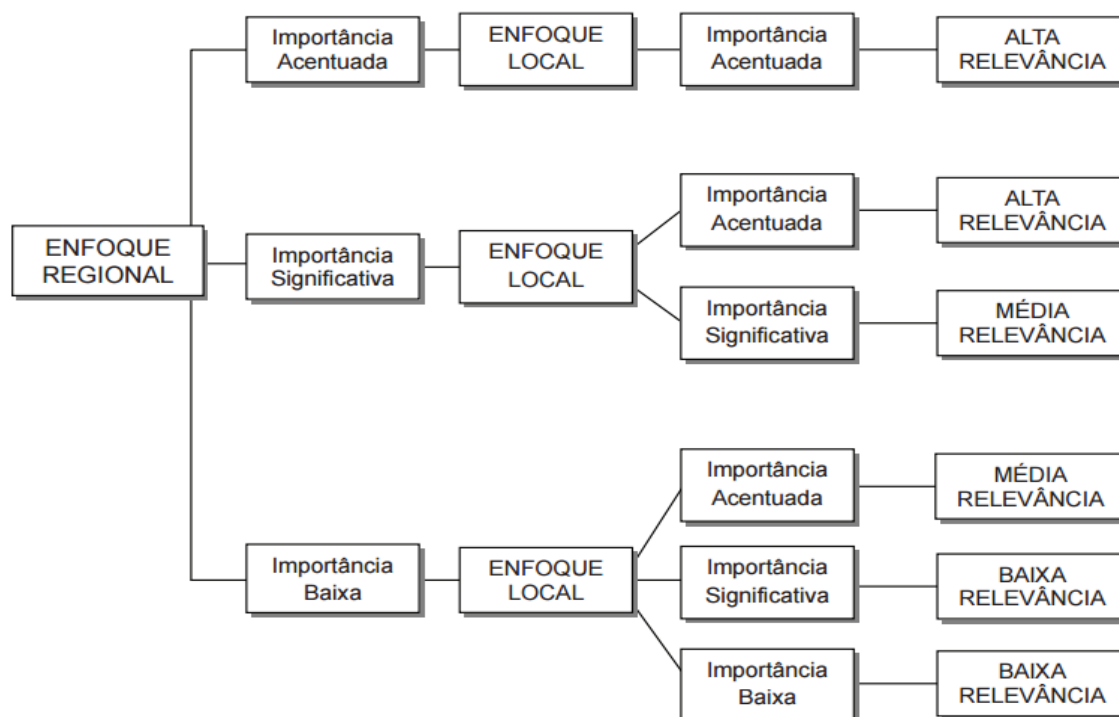 Importância
Acentuada
ENFOQUE
LOCAL
Importância
Acentuada
ALTA
RELEVÂNCIA
ENFOQUE
REGIONAL
Importância
Significativa
ENFOQUE
LOCAL
Importância
Acentuada
ALTA
RELEVÂNCIA
Importância
Significativa
MÉDIA
RELEVÂNCIA
Importância
Baixa
ENFOQUE
LOCAL
Importância
Acentuada
MÉDIA
RELEVÂNCIA
Importância
Significativa
BAIXA
RELEVÂNCIA
Importância
Baixa
BAIXA
RELEVÂNCIA